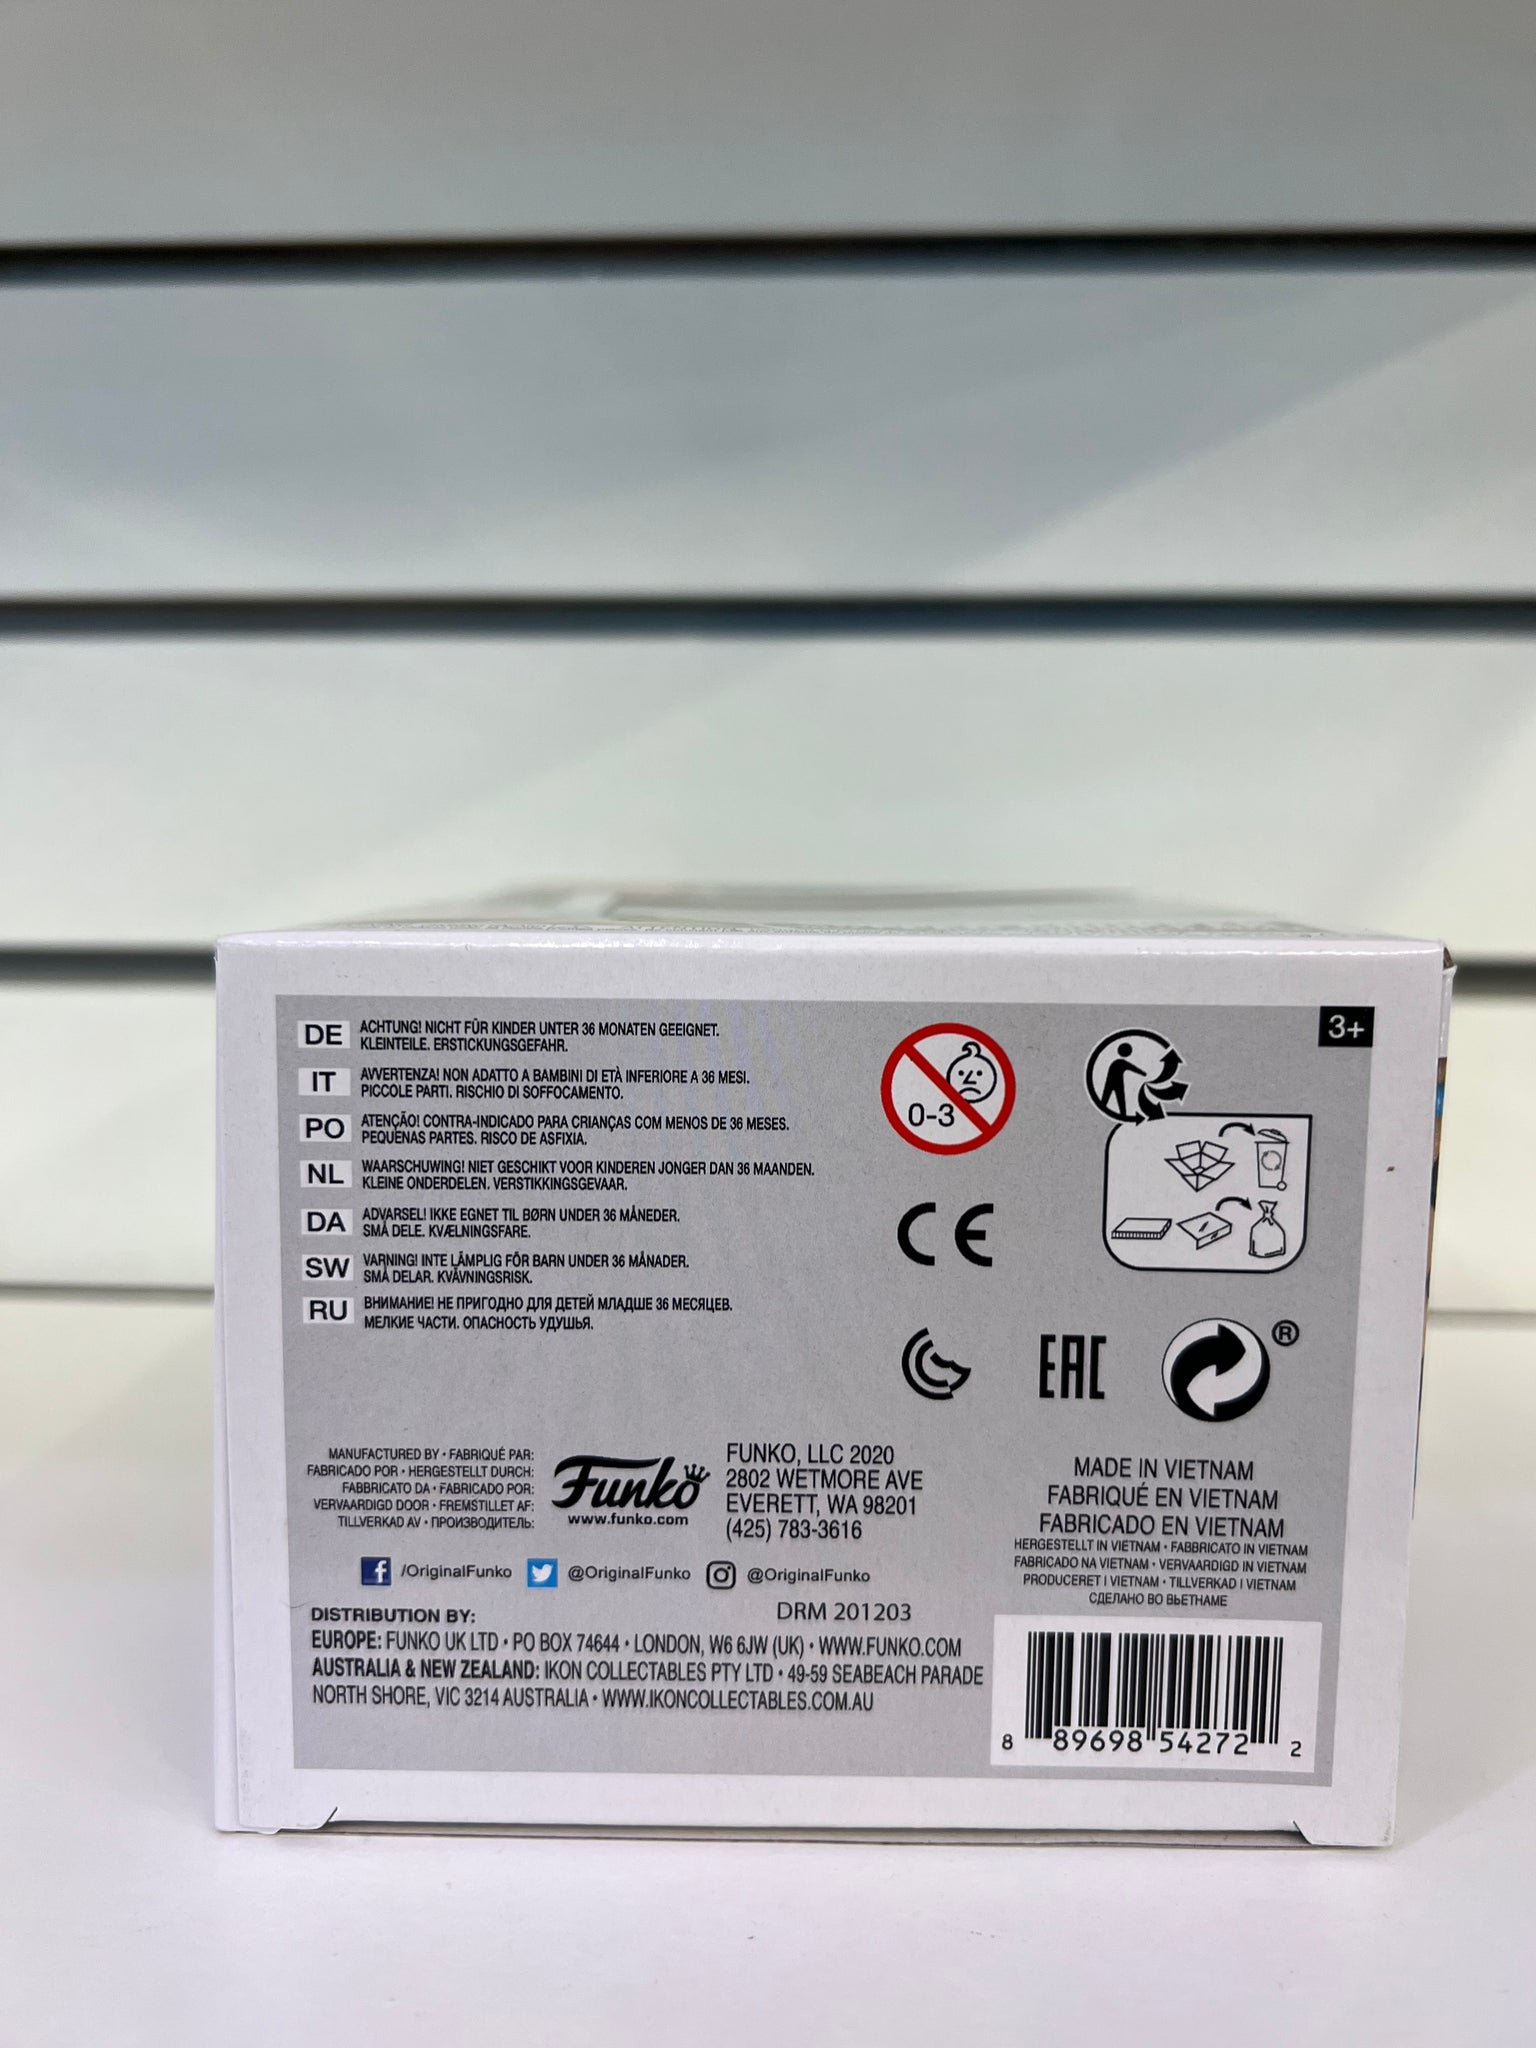 3+
DE
ACHTUNG! NICHT FÜR KINDER UNTER 36 MONATEN GEEIGNET.
KLEINTEILE. ERSTICKUNGSGEFAHR.
IT
AVVERTENZA! NON ADATTO A BAMBINI DI ETÀ INFERIORE A 36 MESI.
PICCOLE PARTI. RISCHIO DI SOFFOCAMENTO.
PO
ATENÇÃO! CONTRA-INDICADO PARA CRIANÇAS COM MENOS DE 36 MESES.
PEQUENAS PARTES. RISCO DE ASFIXIA.
NL
WAARSCHUWING! NIET GESCHIKT VOOR KINDEREN JONGER DAN 36 MAANDEN.
KLEINE ONDERDELEN. VERSTIKKINGSGEVAAR.
DA
ADVARSEL! IKKE EGNET TIL BØRN UNDER 36 MÅNEDER.
SMÅ DELE. KVÆLNINGSFARE.
SW
VARNING! INTE LÄMPLIG FÖR BARN UNDER 36 MÅNADER.
SMÅ DELAR. KVÄVNINGSRISK.
RU
ВНИМАНИЕ! НЕ ПРИГОДНО ДЛЯ ДЕТЕЙ МЛАДШЕ 36 МЕСЯЦЕВ.
МЕЛКИЕ ЧАСТИ. ОПАСНОСТЬ УДУШЬЯ.
0-3
CE
EAC
®
MANUFACTURED BY • FABRIQUÉ PAR:
FABRICADO POR • HERGESTELLT DURCH:
FABBRICATO DA • FABRICADO POR:
VERVAARDIGD DOOR • FREMSTILLET AF:
TILLVERKAD AV • ПРОИЗВОДИТЕЛЬ:
Funko
www.funko.com
FUNKO, LLC 2020
2802 WETMORE AVE
EVERETT, WA 98201
(425) 783-3616
/OriginalFunko @OriginalFunko @OriginalFunko
DRM 201203
DISTRIBUTION BY:
EUROPE: FUNKO UK LTD • PO BOX 74644 • LONDON, W6 6JW (UK) • WWW.FUNKO.COM
AUSTRALIA & NEW ZEALAND: IKON COLLECTABLES PTY LTD • 49-59 SEABEACH PARADE
NORTH SHORE, VIC 3214 AUSTRALIA • WWW.IKONCOLLECTABLES.COM.AU
MADE IN VIETNAM
FABRIQUÉ EN VIETNAM
FABRICADO EN VIETNAM
HERGESTELLT IN VIETNAM • FABBRICATO IN VIETNAM
FABRICADO NA VIETNAM • VERVAARDIGD IN VIETNAM
PRODUCERET I VIETNAM • TILLVERKAD I VIETNAM
СДЕЛАНО ВО ВЬЕТНАМЕ
8 89698 54272 2